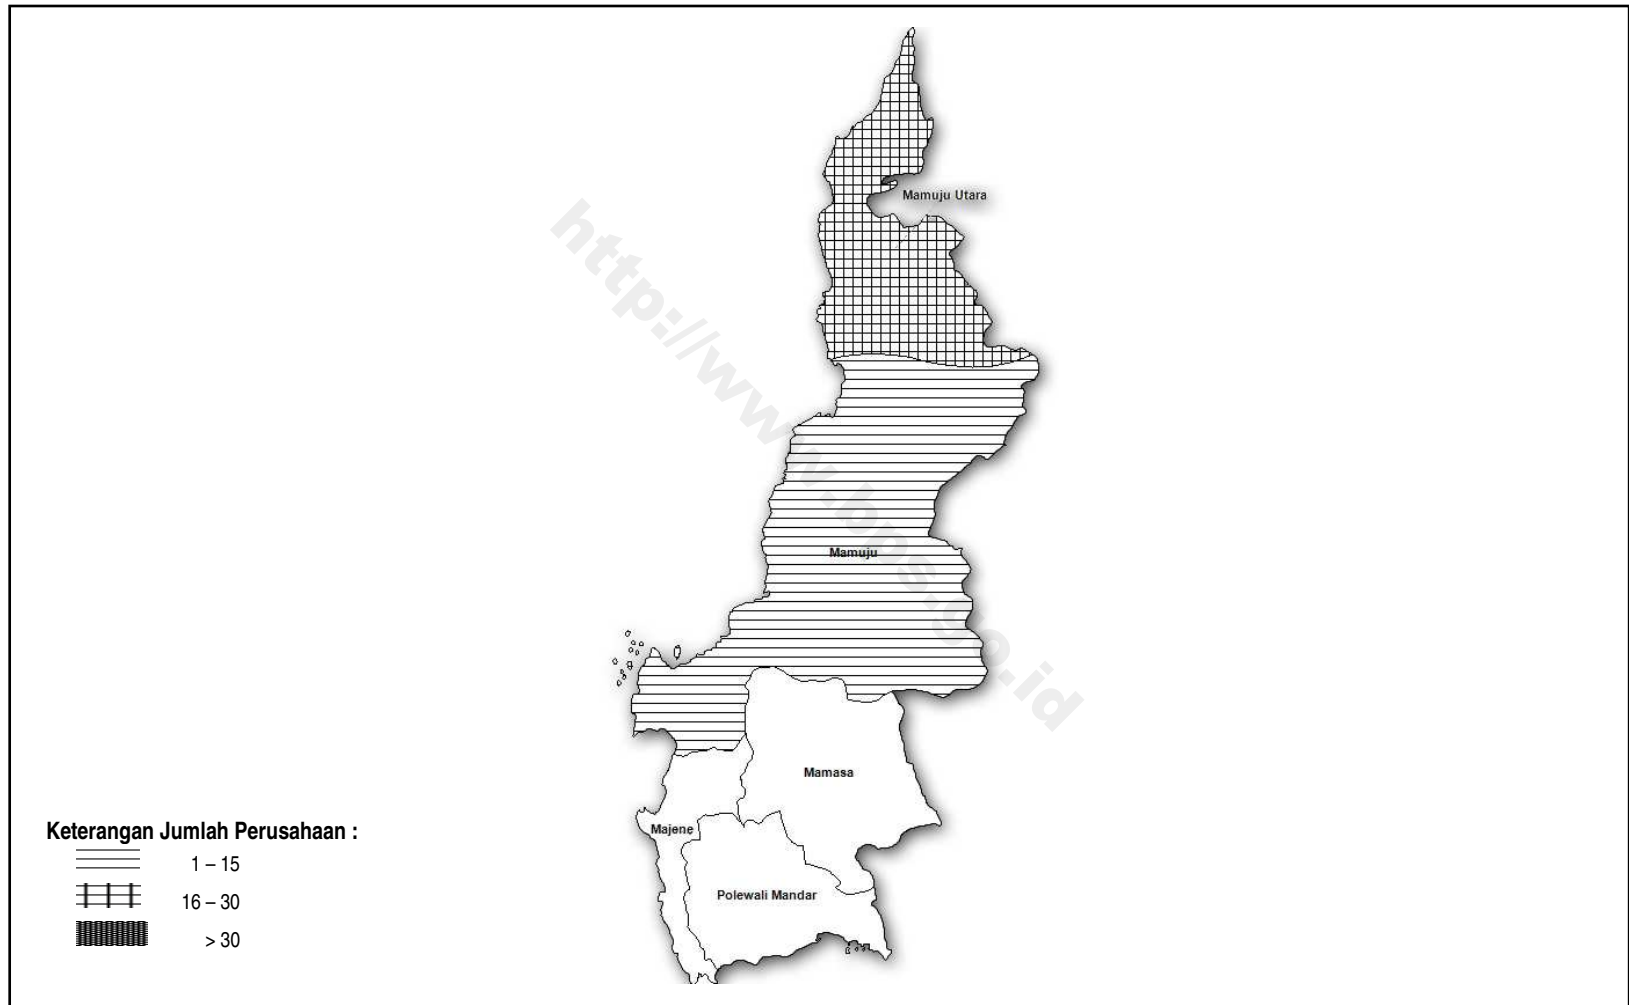 Mamuju Utara
http://www.bps.go.id
Mamuju
Mamasa
Majene
Polewali Mandar
Keterangan Jumlah Perusahaan :
1 – 15
16 – 30
> 30